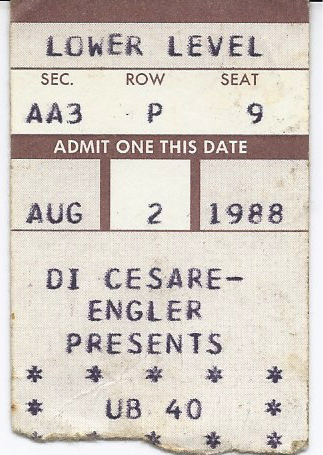 LOWER LEVEL
SEC. ROW SEAT
AA3 P 9
ADMIT ONE THIS DATE
AUG 2 1988
DI CESARE-
ENGLER
PRESENTS
* * * * *
* UB 40 *
* * * * *